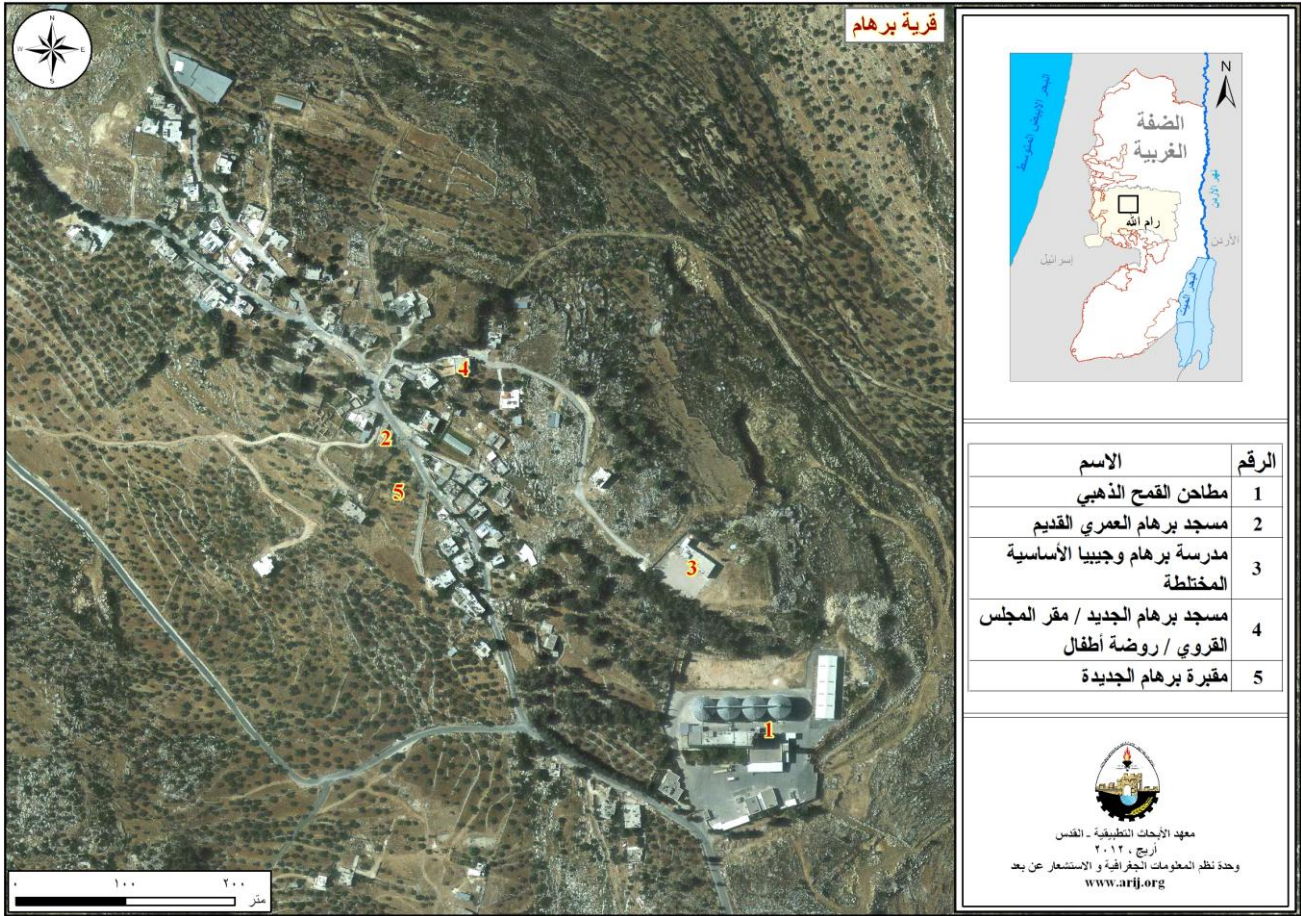 قرية برهام
N
E
S
W
4
2
5
3
1
٠ ١٠٠ ٢٠٠
متر
N
البحر الابيض المتوسط
الضفة
الغربية
نهر الأردن
رام الله
الأردن
إسرائيل
البحر الميت
الرقم الاسم
1 مطاحن القمح الذهبي
2 مسجد برهام العمري القديم
3 مدرسة برهام وجيبيا الأساسية
المختلطة
4 مسجد برهام الجديد / مقر المجلس
القروي / روضة أطفال
5 مقبرة برهام الجديدة
معهد الأبحاث التطبيقية - القدس
أريج ، ٢٠١٢
وحدة نظم المعلومات الجغرافية و الاستشعار عن بعد
www.arij.org